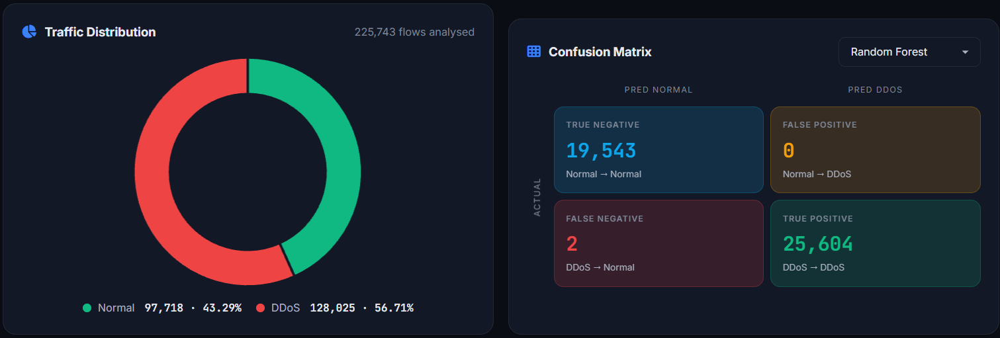 Traffic Distribution
225,743 flows analysed
Normal 97,718 · 43.29% DDoS 128,025 · 56.71%
Confusion Matrix
Random Forest
PRED NORMAL
PRED DDOS
ACTUAL
TRUE NEGATIVE
19,543
Normal → Normal
FALSE POSITIVE
0
Normal → DDoS
FALSE NEGATIVE
2
DDoS → Normal
TRUE POSITIVE
25,604
DDoS → DDoS